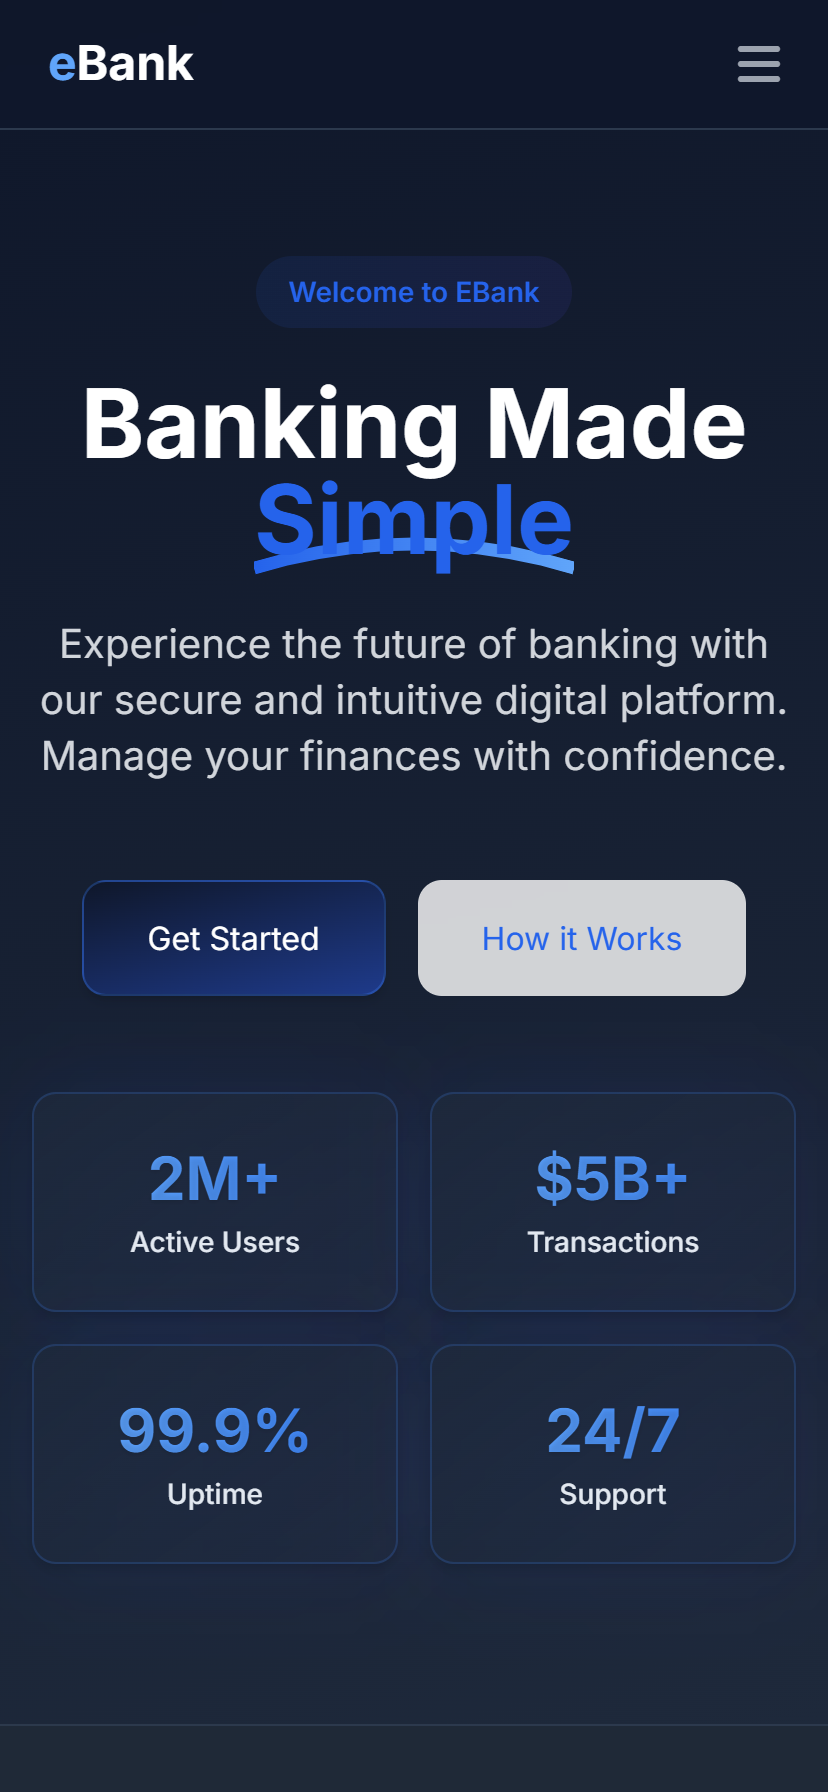 eBank
Welcome to EBank
Banking Made
Simple
Experience the future of banking with
our secure and intuitive digital platform.
Manage your finances with confidence.
Get Started
How it Works
2M+
Active Users
$5B+
Transactions
99.9%
Uptime
24/7
Support